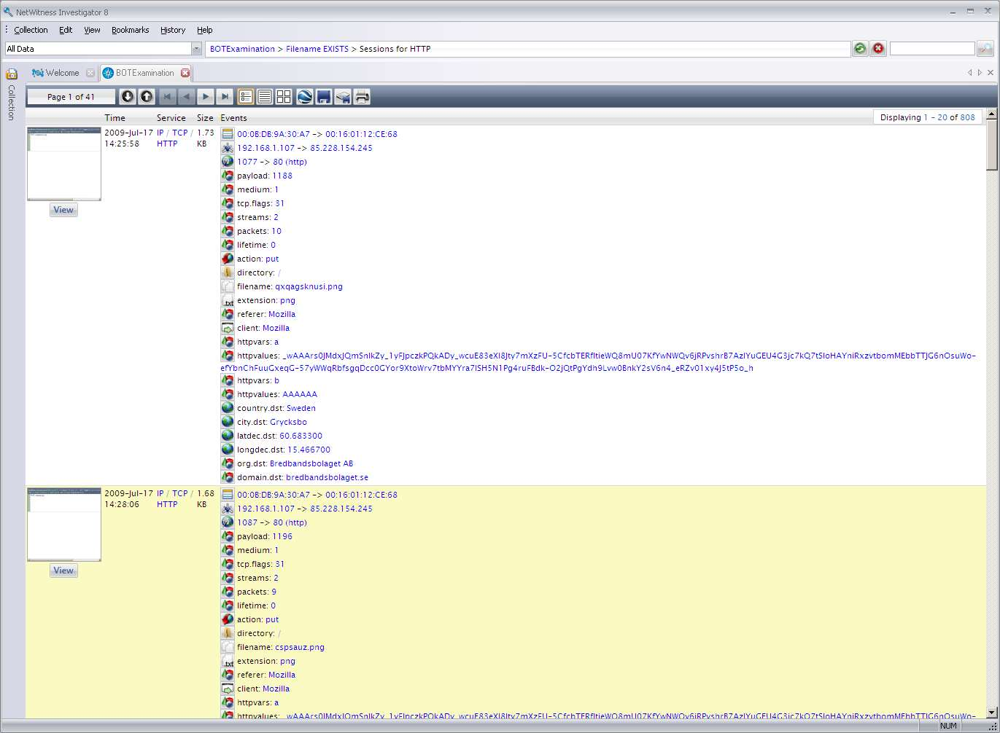 NetWitness Investigator 8
Collection Edit View Bookmarks History Help
All Data
BOTExamination > Filename EXISTS > Sessions for HTTP
Welcome
BOTExamination
Collection
Page 1 of 41
Time Service Size Events
Displaying 1 - 20 of 808
2009-Jul-17 14:25:58
IP / TCP / HTTP
1.73 KB
View
00:0B:DB:9A:30:A7 -> 00:16:01:12:CE:68
192.168.1.107 -> 85.228.154.245
1077 -> 80 (http)
payload: 1188
medium: 1
tcp.flags: 31
streams: 2
packets: 10
lifetime: 0
action: put
directory: /
filename: qxqagsknusi.png
extension: png
referer: Mozilla
client: Mozilla
httpvars: a
httpvalues:
httpvars: b
httpvalues: AAAAAA
country.dst: Sweden
city.dst: Grycksbo
latdec.dst: 60.683300
longdec.dst: 15.466700
org.dst: Bredbandsbolaget AB
domain.dst: bredbandsbolaget.se
2009-Jul-17 14:28:06
IP / TCP / HTTP
1.68 KB
View
00:0B:DB:9A:30:A7 -> 00:16:01:12:CE:68
192.168.1.107 -> 85.228.154.245
1087 -> 80 (http)
payload: 1196
medium: 1
tcp.flags: 31
streams: 2
packets: 9
lifetime: 0
action: put
directory: /
filename: cspsauz.png
extension: png
referer: Mozilla
client: Mozilla
httpvars: a
httpvalues:
NUM